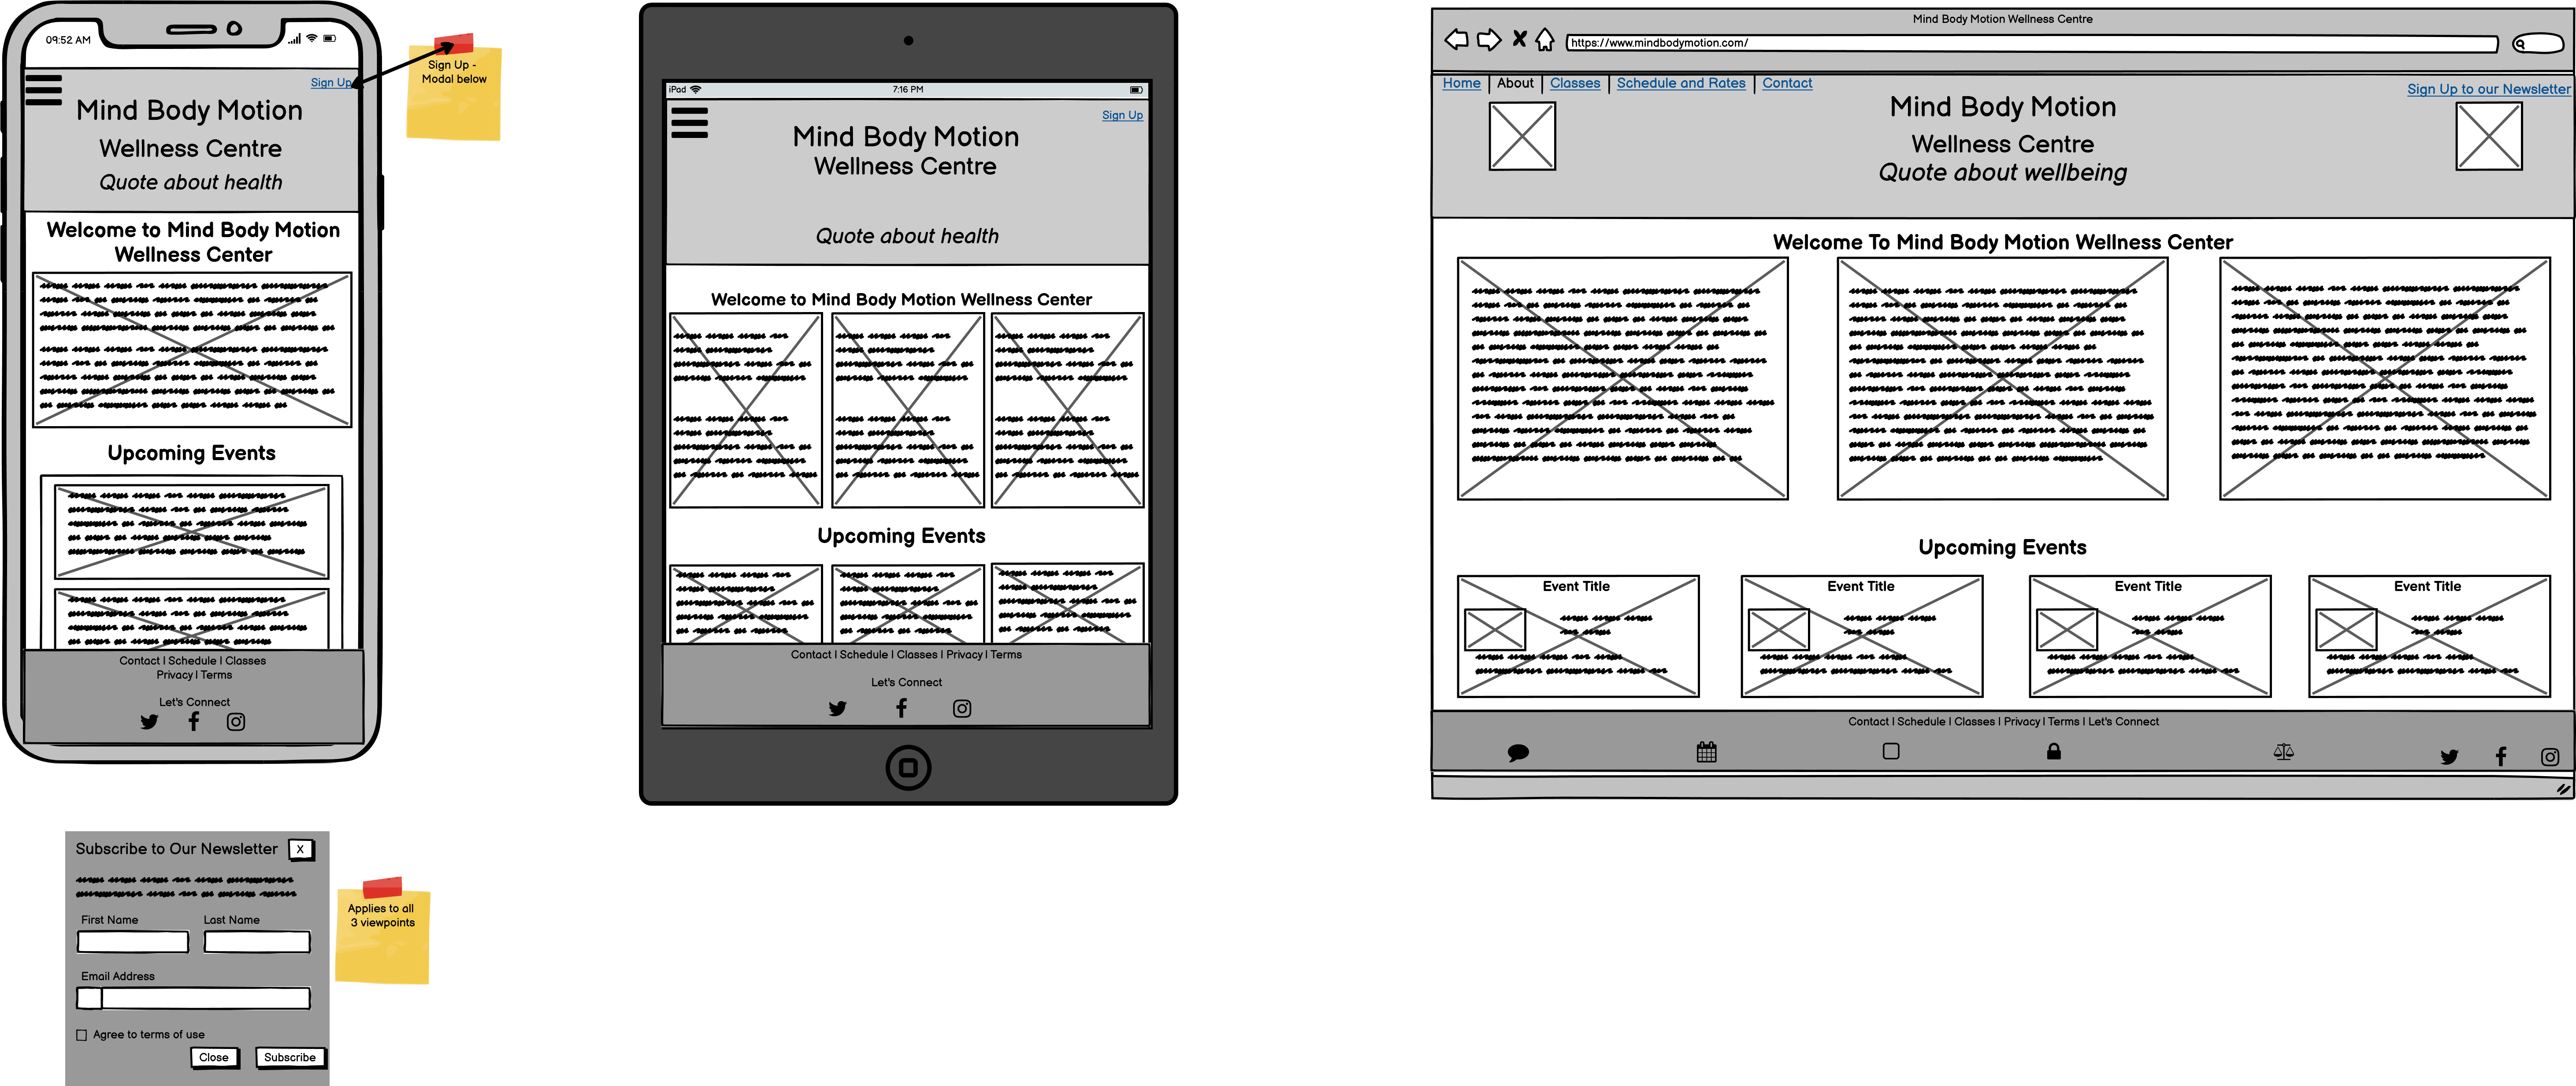 09:52 AM
Sign Up
Mind Body Motion
Wellness Centre
Quote about health
Welcome to Mind Body Motion
Wellness Center
Upcoming Events
Contact | Schedule | Classes
Privacy | Terms
Let's Connect
Sign Up -
Modal below
iPad
7:16 PM
Sign Up
Mind Body Motion
Wellness Centre
Quote about health
Welcome to Mind Body Motion Wellness Center
Upcoming Events
Contact | Schedule | Classes | Privacy | Terms
Let's Connect
Mind Body Motion Wellness Centre
https://www.mindbodymotion.com/
Home | About | Classes | Schedule and Rates | Contact
Sign Up to our Newsletter
Mind Body Motion
Wellness Centre
Quote about wellbeing
Welcome To Mind Body Motion Wellness Center
Upcoming Events
Event Title
Event Title
Event Title
Event Title
Contact | Schedule | Classes | Privacy | Terms | Let's Connect
Subscribe to Our Newsletter
X
First Name
Last Name
Email Address
Agree to terms of use
Close
Subscribe
Applies to all
3 viewpoints